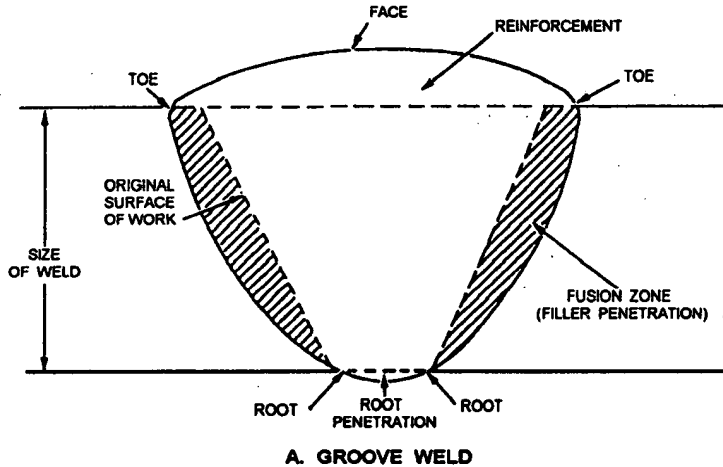 FACE
REINFORCEMENT
TOE
TOE
ORIGINAL
SURFACE
OF WORK
SIZE
OF WELD
FUSION ZONE
(FILLER PENETRATION)
ROOT
ROOT
PENETRATION
ROOT
A. GROOVE WELD